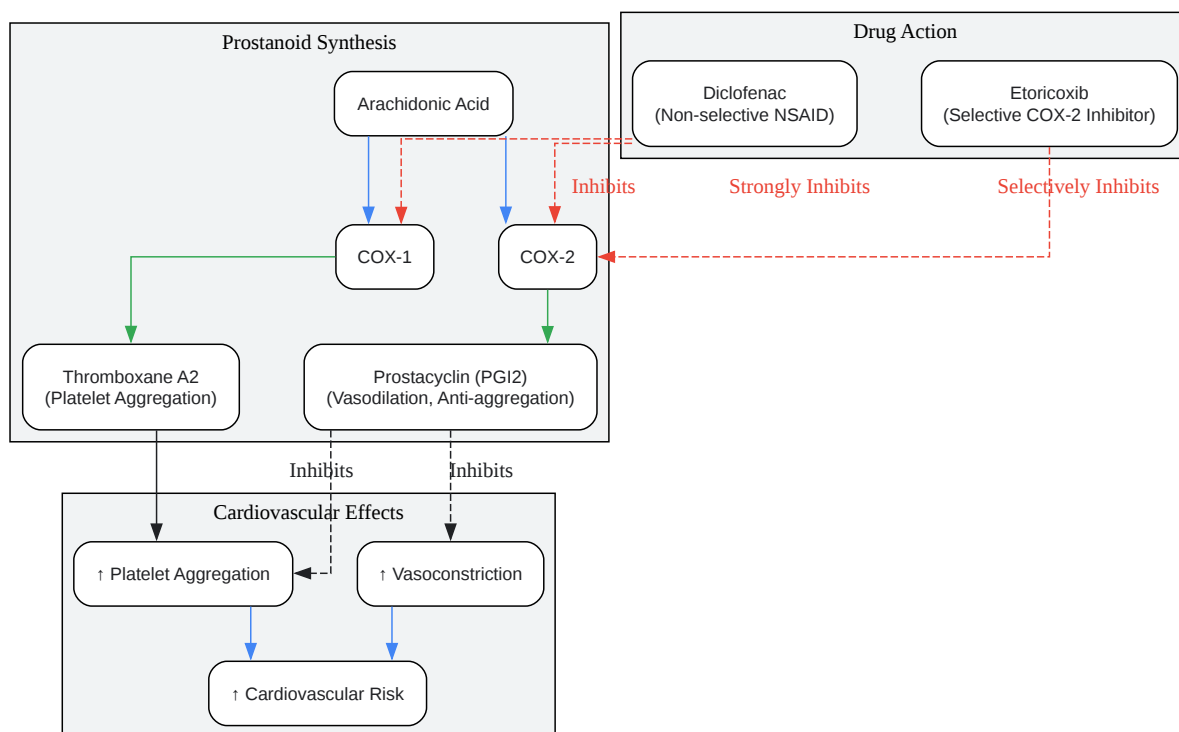 Prostanoid Synthesis
Arachidonic Acid
Drug Action
Diclofenac
(Non-selective NSAID)
Etoricoxib
(Selective COX-2 Inhibitor)
Inhibits
Strongly Inhibits
Selectively Inhibits
COX-1
COX-2
Thromboxane A2
(Platelet Aggregation)
Prostacyclin (PGI2)
(Vasodilation, Anti-aggregation)
Inhibits
Inhibits
Cardiovascular Effects
↑ Platelet Aggregation
↑ Vasoconstriction
↑ Cardiovascular Risk